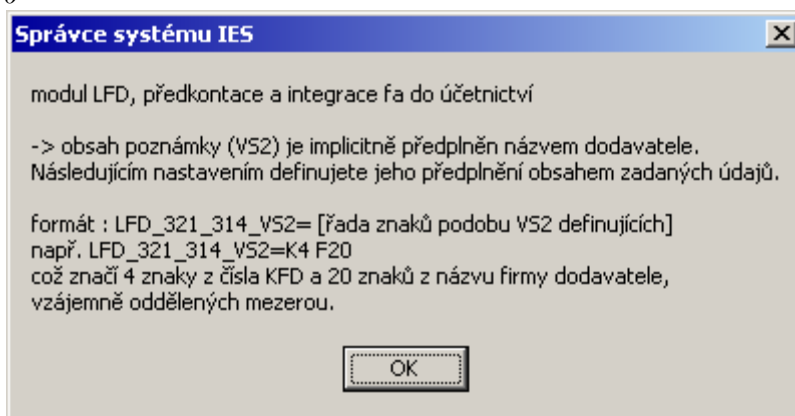 Správce systému IES
modul LFD, předkontace a integrace fa do účetnictví
-> obsah poznámky (VS2) je implicitně předplněn názvem dodavatele.
Následujícím nastavením definujete jeho předplnění obsahem zadaných údajů.
formát : LFD_321_314_VS2= [řada znaků podobu VS2 definujících]
např. LFD_321_314_VS2=K4 F20
což značí 4 znaky z čísla KFD a 20 znaků z názvu firmy dodavatele,
vzájemně oddělených mezerou.
OK